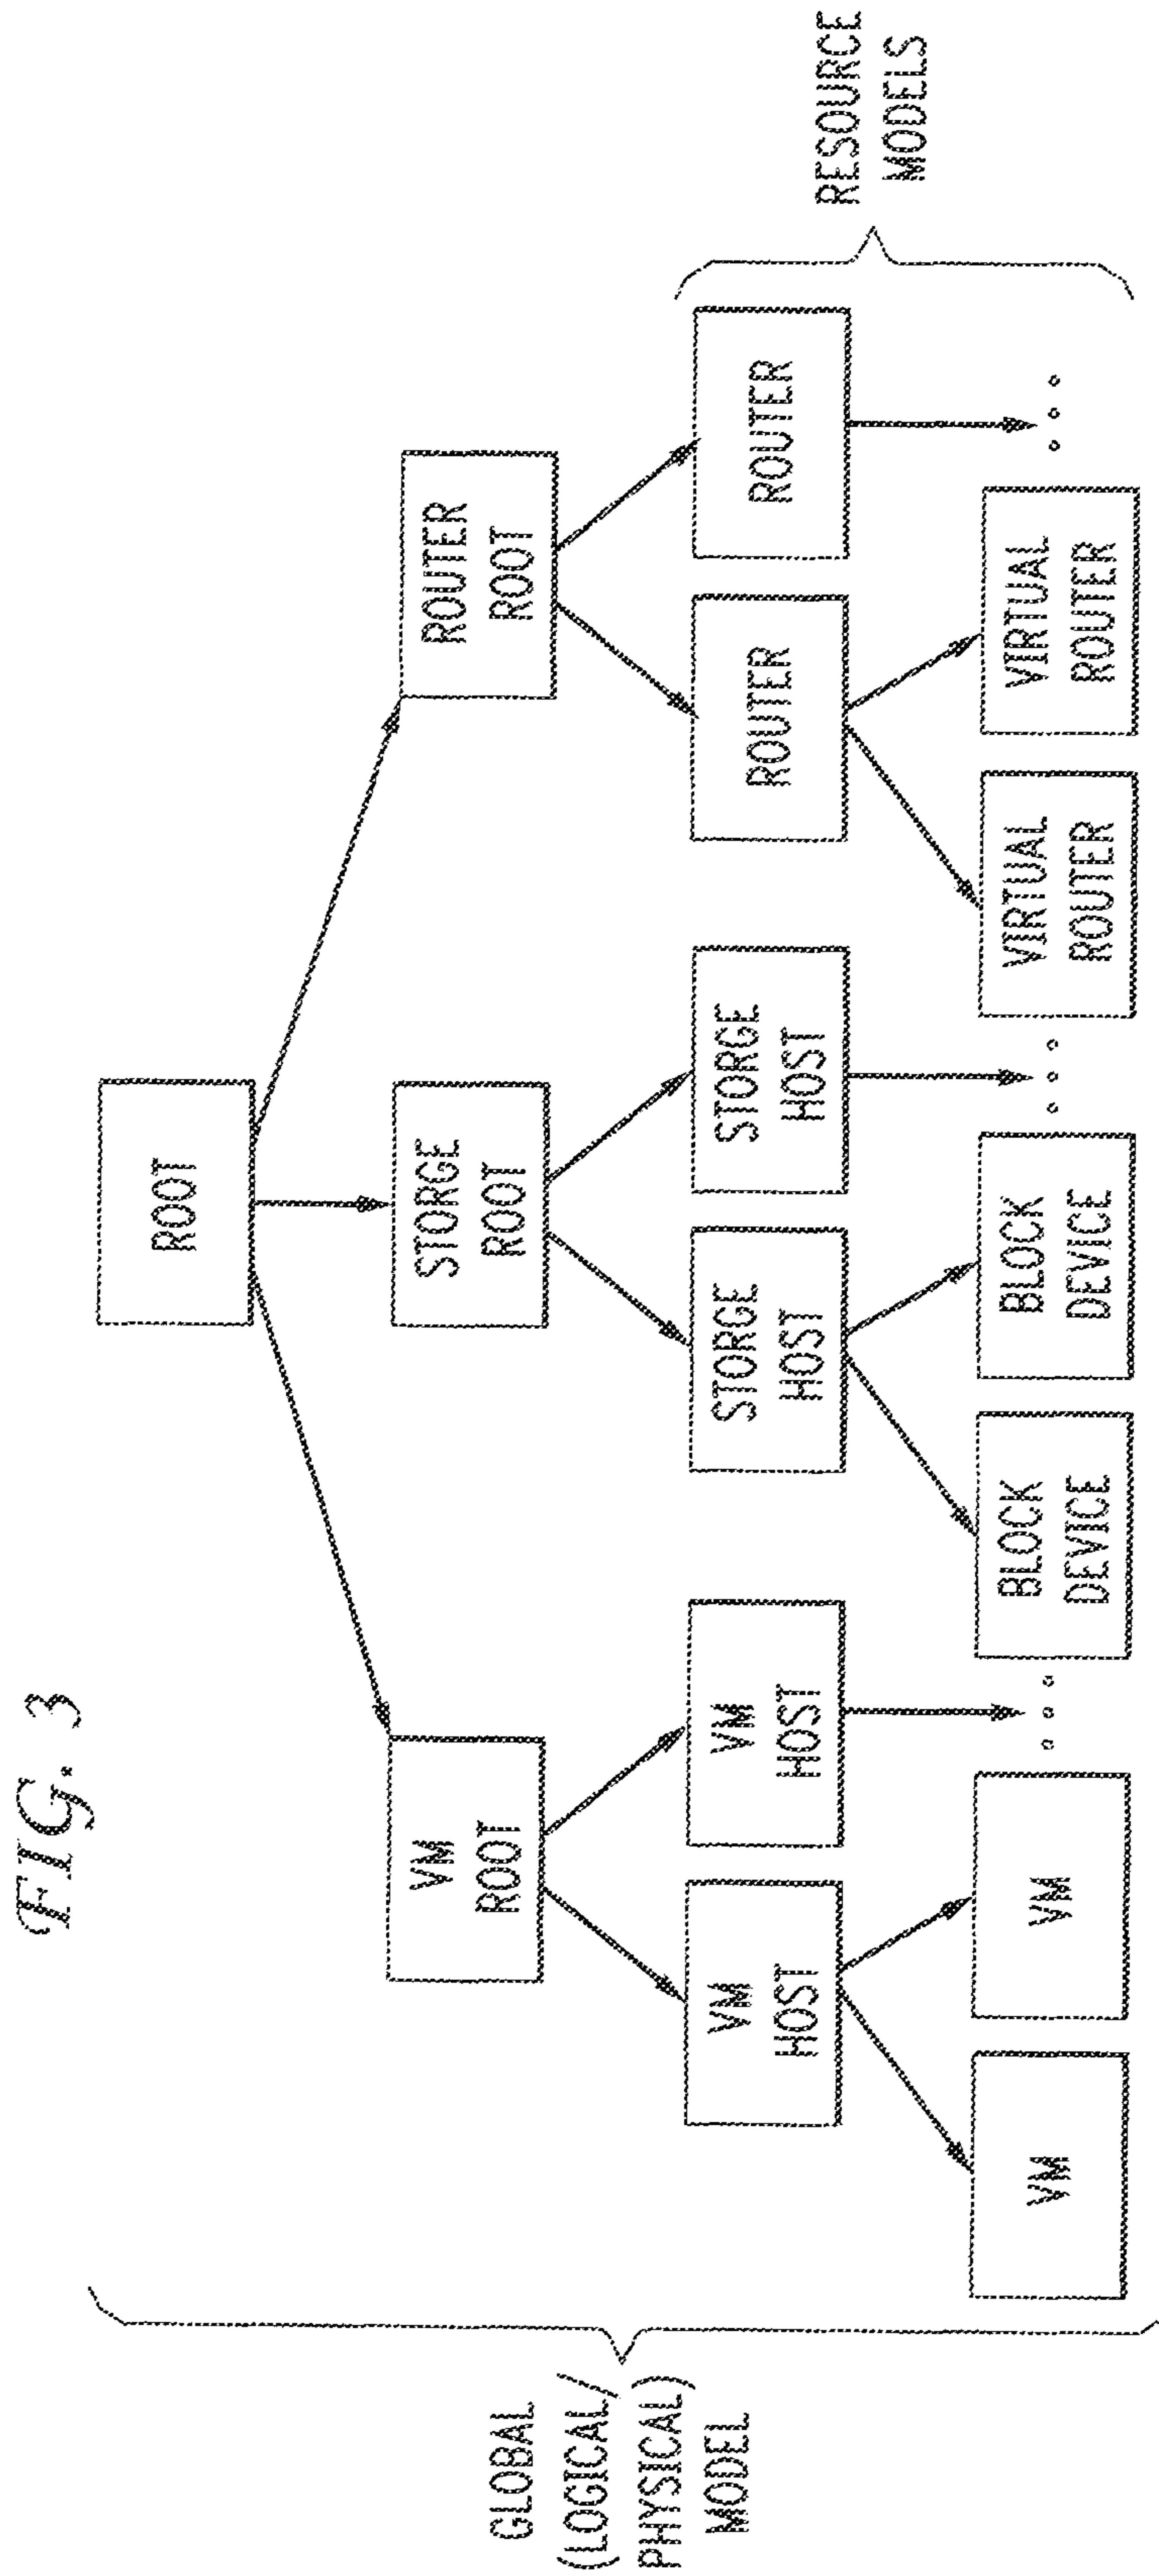 FIG. 3
ROOT
VM
ROOT
STORGE
ROOT
ROUTER
ROOT
GLOBAL
(LOGICAL/
PHYSICAL)
MODEL
VM
HOST
VM
HOST
STORGE
HOST
STORGE
HOST
ROUTER
ROUTER
RESOURCE
MODELS
VM
VM
BLOCK
DEVICE
BLOCK
DEVICE
VIRTUAL
ROUTER
VIRTUAL
ROUTER